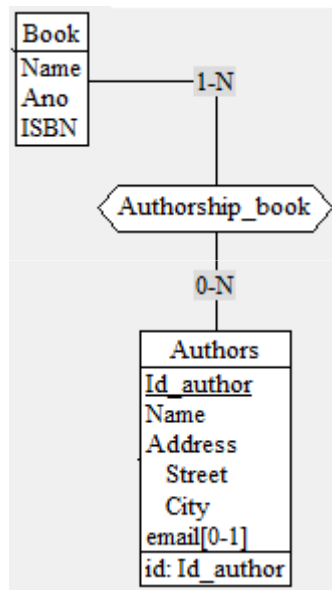 Book
Name
Ano
ISBN
1-N
Authorship_book
0-N
Authors
Id_author
Name
Address
Street
City
email[0-1]
id: Id_author